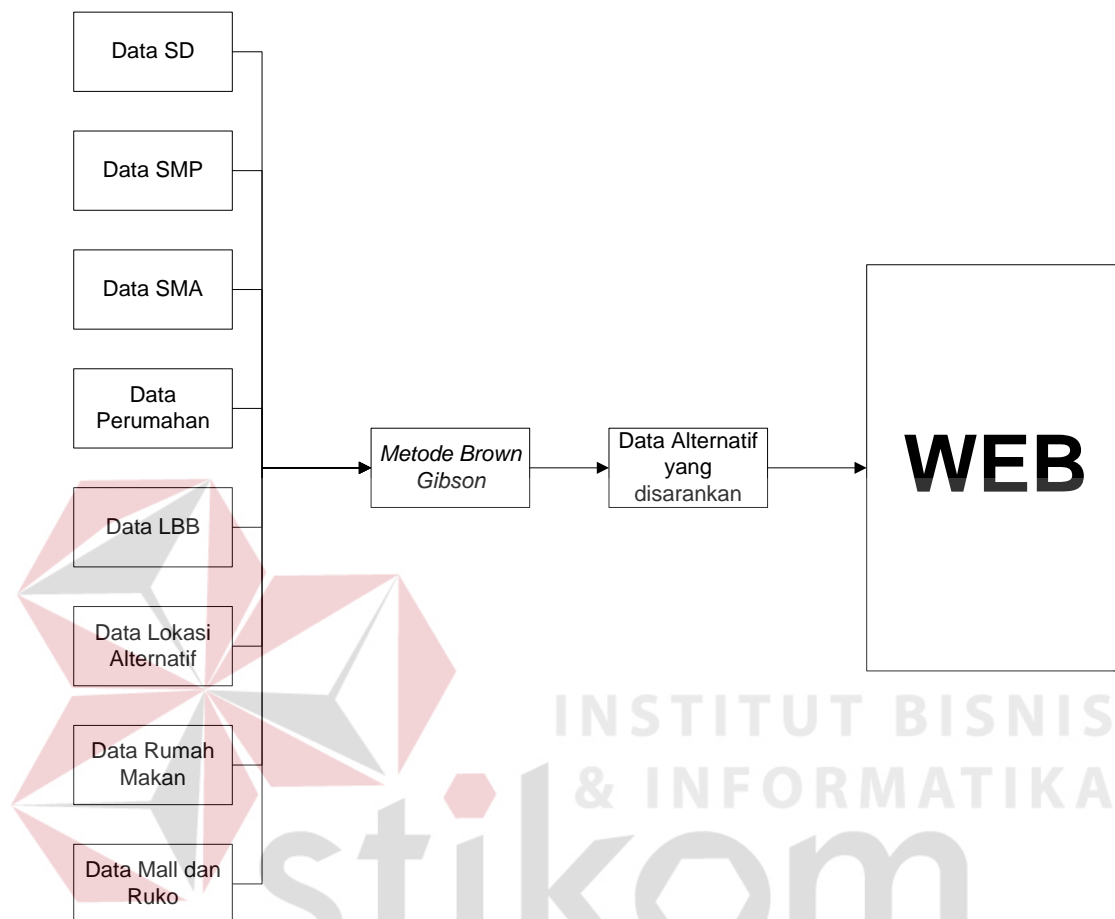 Data SD
Data SMP
Data SMA
Data
Perumahan
Data LBB
Data Lokasi
Alternatif
Data Rumah
Makan
Data Mall dan
Ruko
Metode Brown
Gibson
Data Alternatif
yang
disarankan
WEB
INSTITUT BISNIS
& INFORMATIKA
stikom